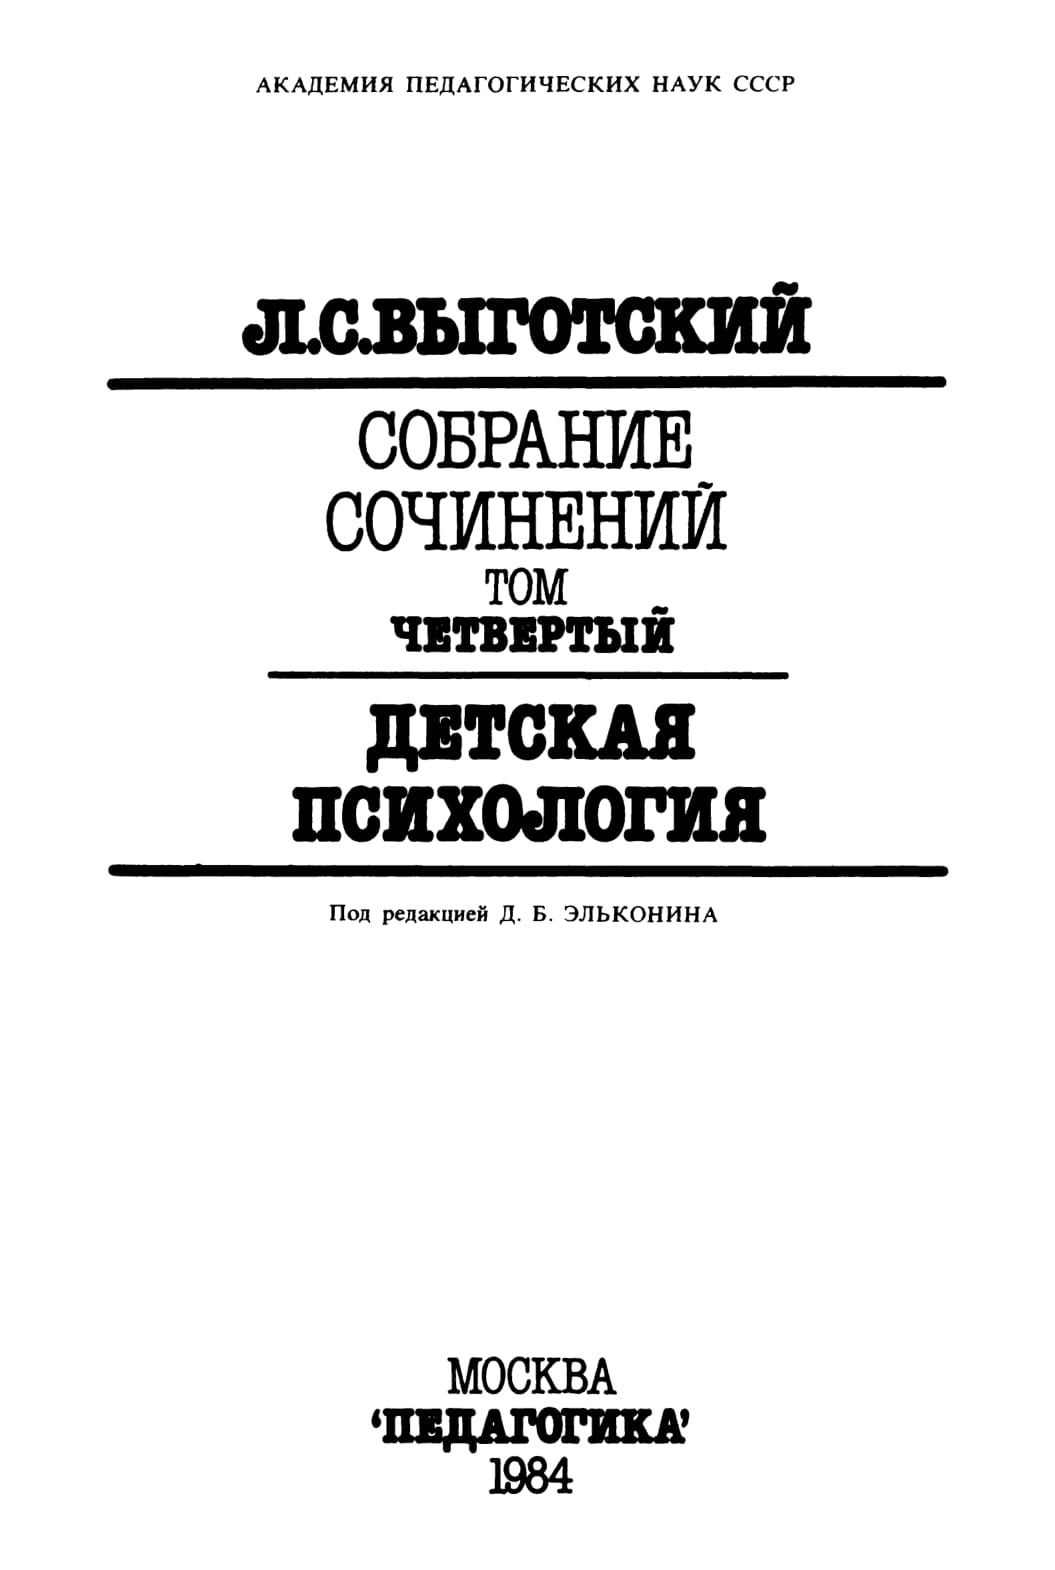 АКАДЕМИЯ ПЕДАГОГИЧЕСКИХ НАУК СССР
Л.С.ВЫГОТСКИЙ
СОБРАНИЕ
СОЧИНЕНИЙ
ТОМ
ЧЕТВЕРТЫЙ
ДЕТСКАЯ
ПСИХОЛОГИЯ
Под редакцией Д. Б. ЭЛЬКОНИНА
МОСКВА
‘ПЕДАГОГИКА’
1984